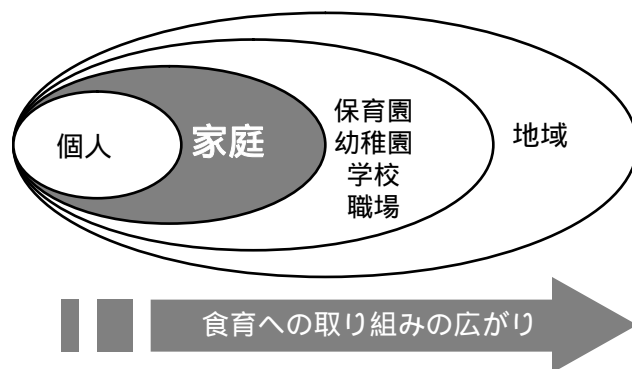 個人
家庭
保育園
幼稚園
学校
職場
地域
食育への取り組みの広がり